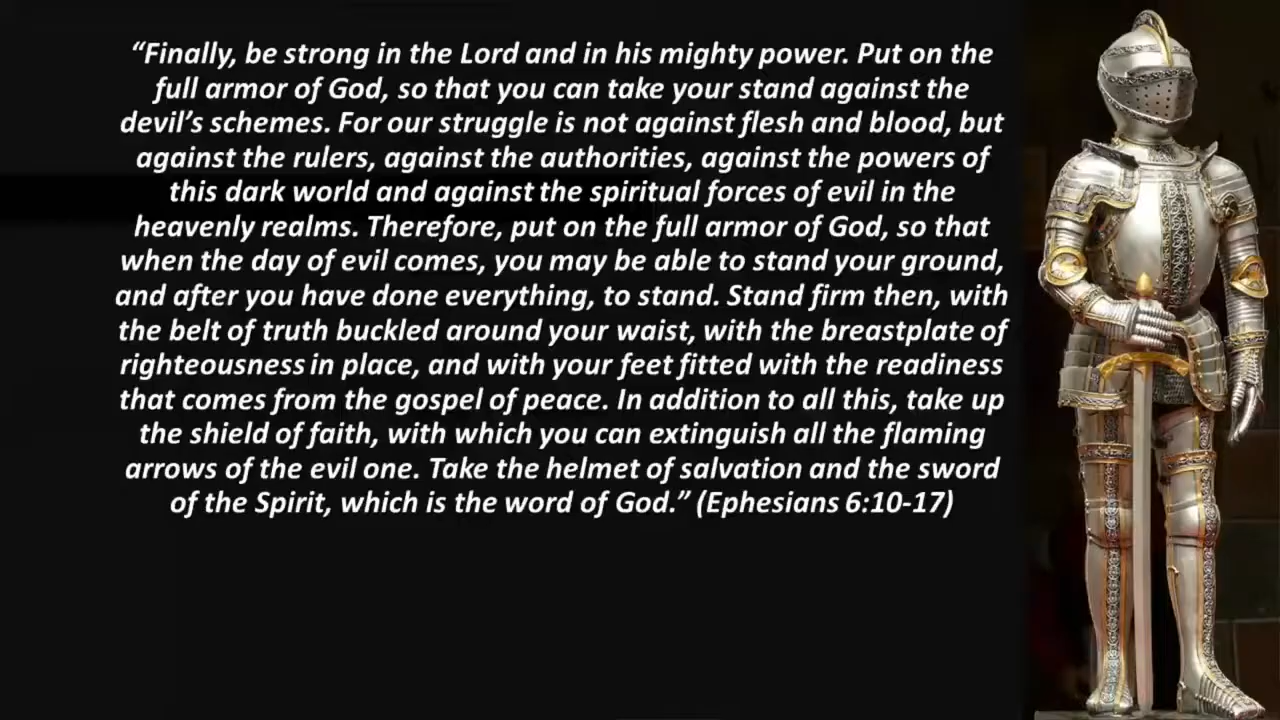 “Finally, be strong in the Lord and in his mighty power. Put on the
full armor of God, so that you can take your stand against the
devil’s schemes. For our struggle is not against flesh and blood, but
against the rulers, against the authorities, against the powers of
this dark world and against the spiritual forces of evil in the
heavenly realms. Therefore, put on the full armor of God, so that
when the day of evil comes, you may be able to stand your ground,
and after you have done everything, to stand. Stand firm then, with
the belt of truth buckled around your waist, with the breastplate of
righteousness in place, and with your feet fitted with the readiness
that comes from the gospel of peace. In addition to all this, take up
the shield of faith, with which you can extinguish all the flaming
arrows of the evil one. Take the helmet of salvation and the sword
of the Spirit, which is the word of God.” (Ephesians 6:10-17)